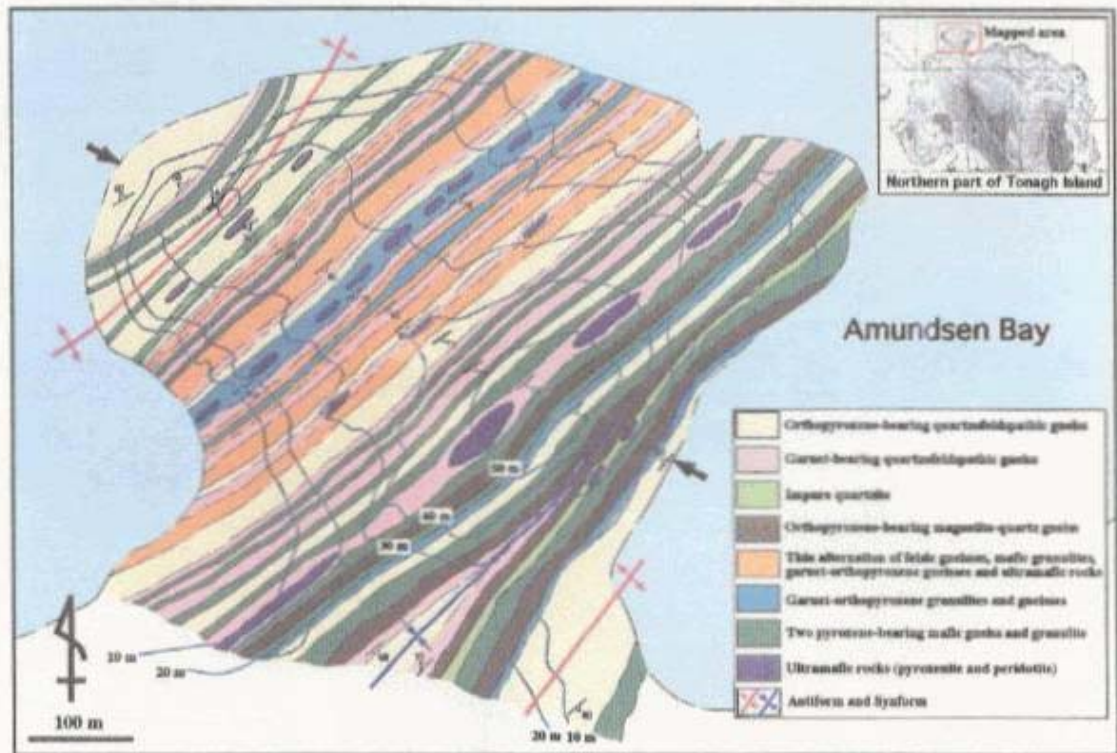 Mapped area
Northern part of Tonagh Island
Amundsen Bay
Orthopyroxene-bearing quartzofeldspathic gneiss
Garnet-bearing quartzofeldspathic gneiss
Impure quartzite
Orthopyroxene-bearing magnetite-quartz gneiss
Thin alternation of felsic gneisses, mafic granulites,
garnet-orthopyroxene gneisses and ultramafic rocks
Garnet-orthopyroxene granulites and gneisses
Two pyroxene-bearing mafic gneiss and granulite
Ultramafic rocks (pyroxenite and peridotite)
Antiform and Synform
50 m
40 m
30 m
10 m
20 m
100 m
20 m 10 m